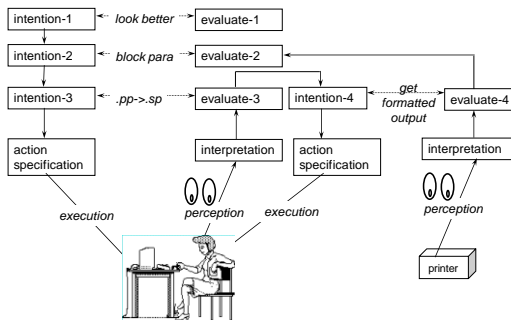 intention-1
look better
evaluate-1
intention-2
block para
evaluate-2
intention-3
.pp->.sp
evaluate-3
intention-4
get
formatted
output
evaluate-4
action
specification
interpretation
action
specification
interpretation
execution
perception
execution
perception
printer